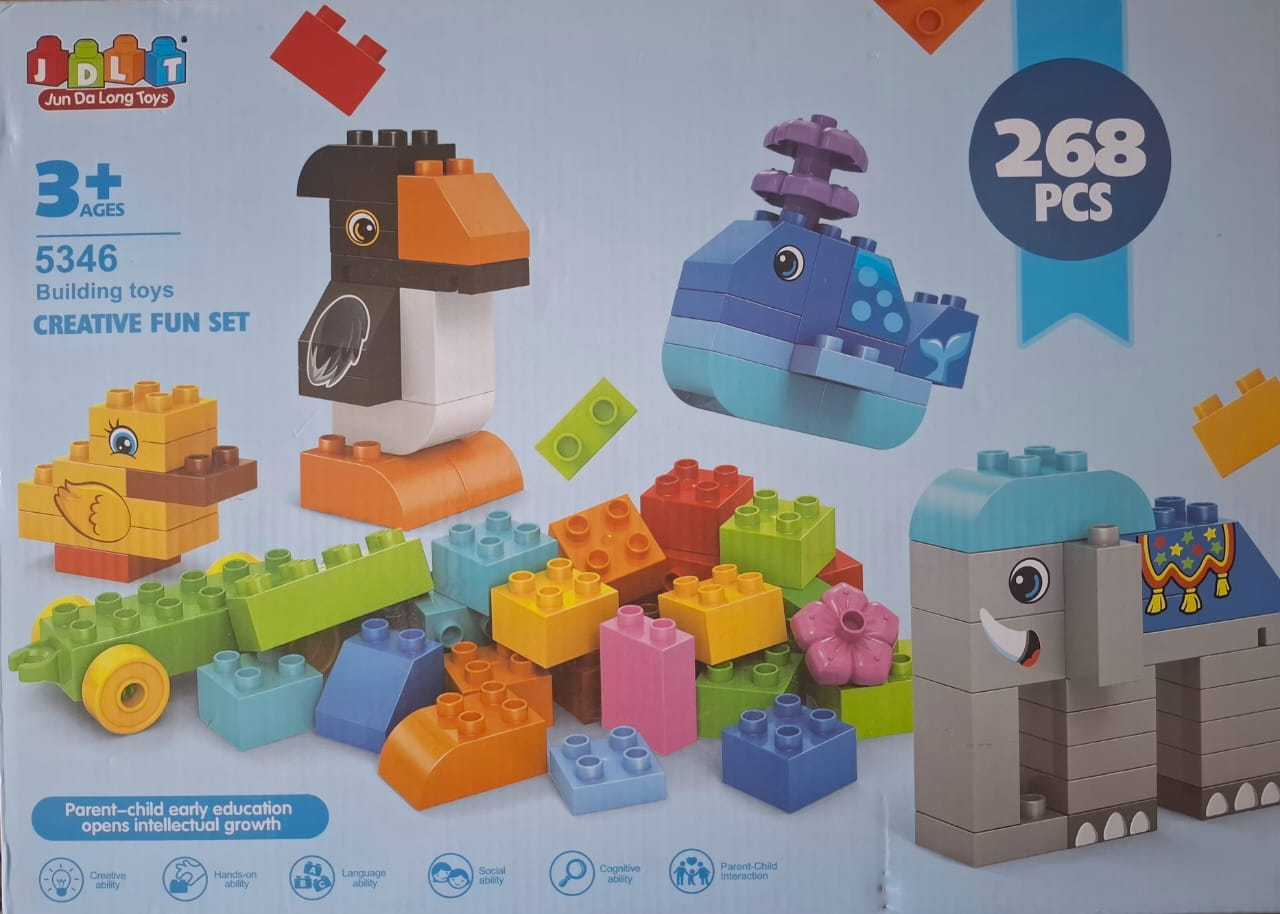 JDLT
Jun Da Long Toys
3+
AGES
5346
Building toys
CREATIVE FUN SET
268
PCS
Parent-child early education
opens intellectual growth
Creative
ability
Hands-on
ability
A
B C
Language
ability
Social
ability
Cognitive
ability
Parent-Child
Interaction